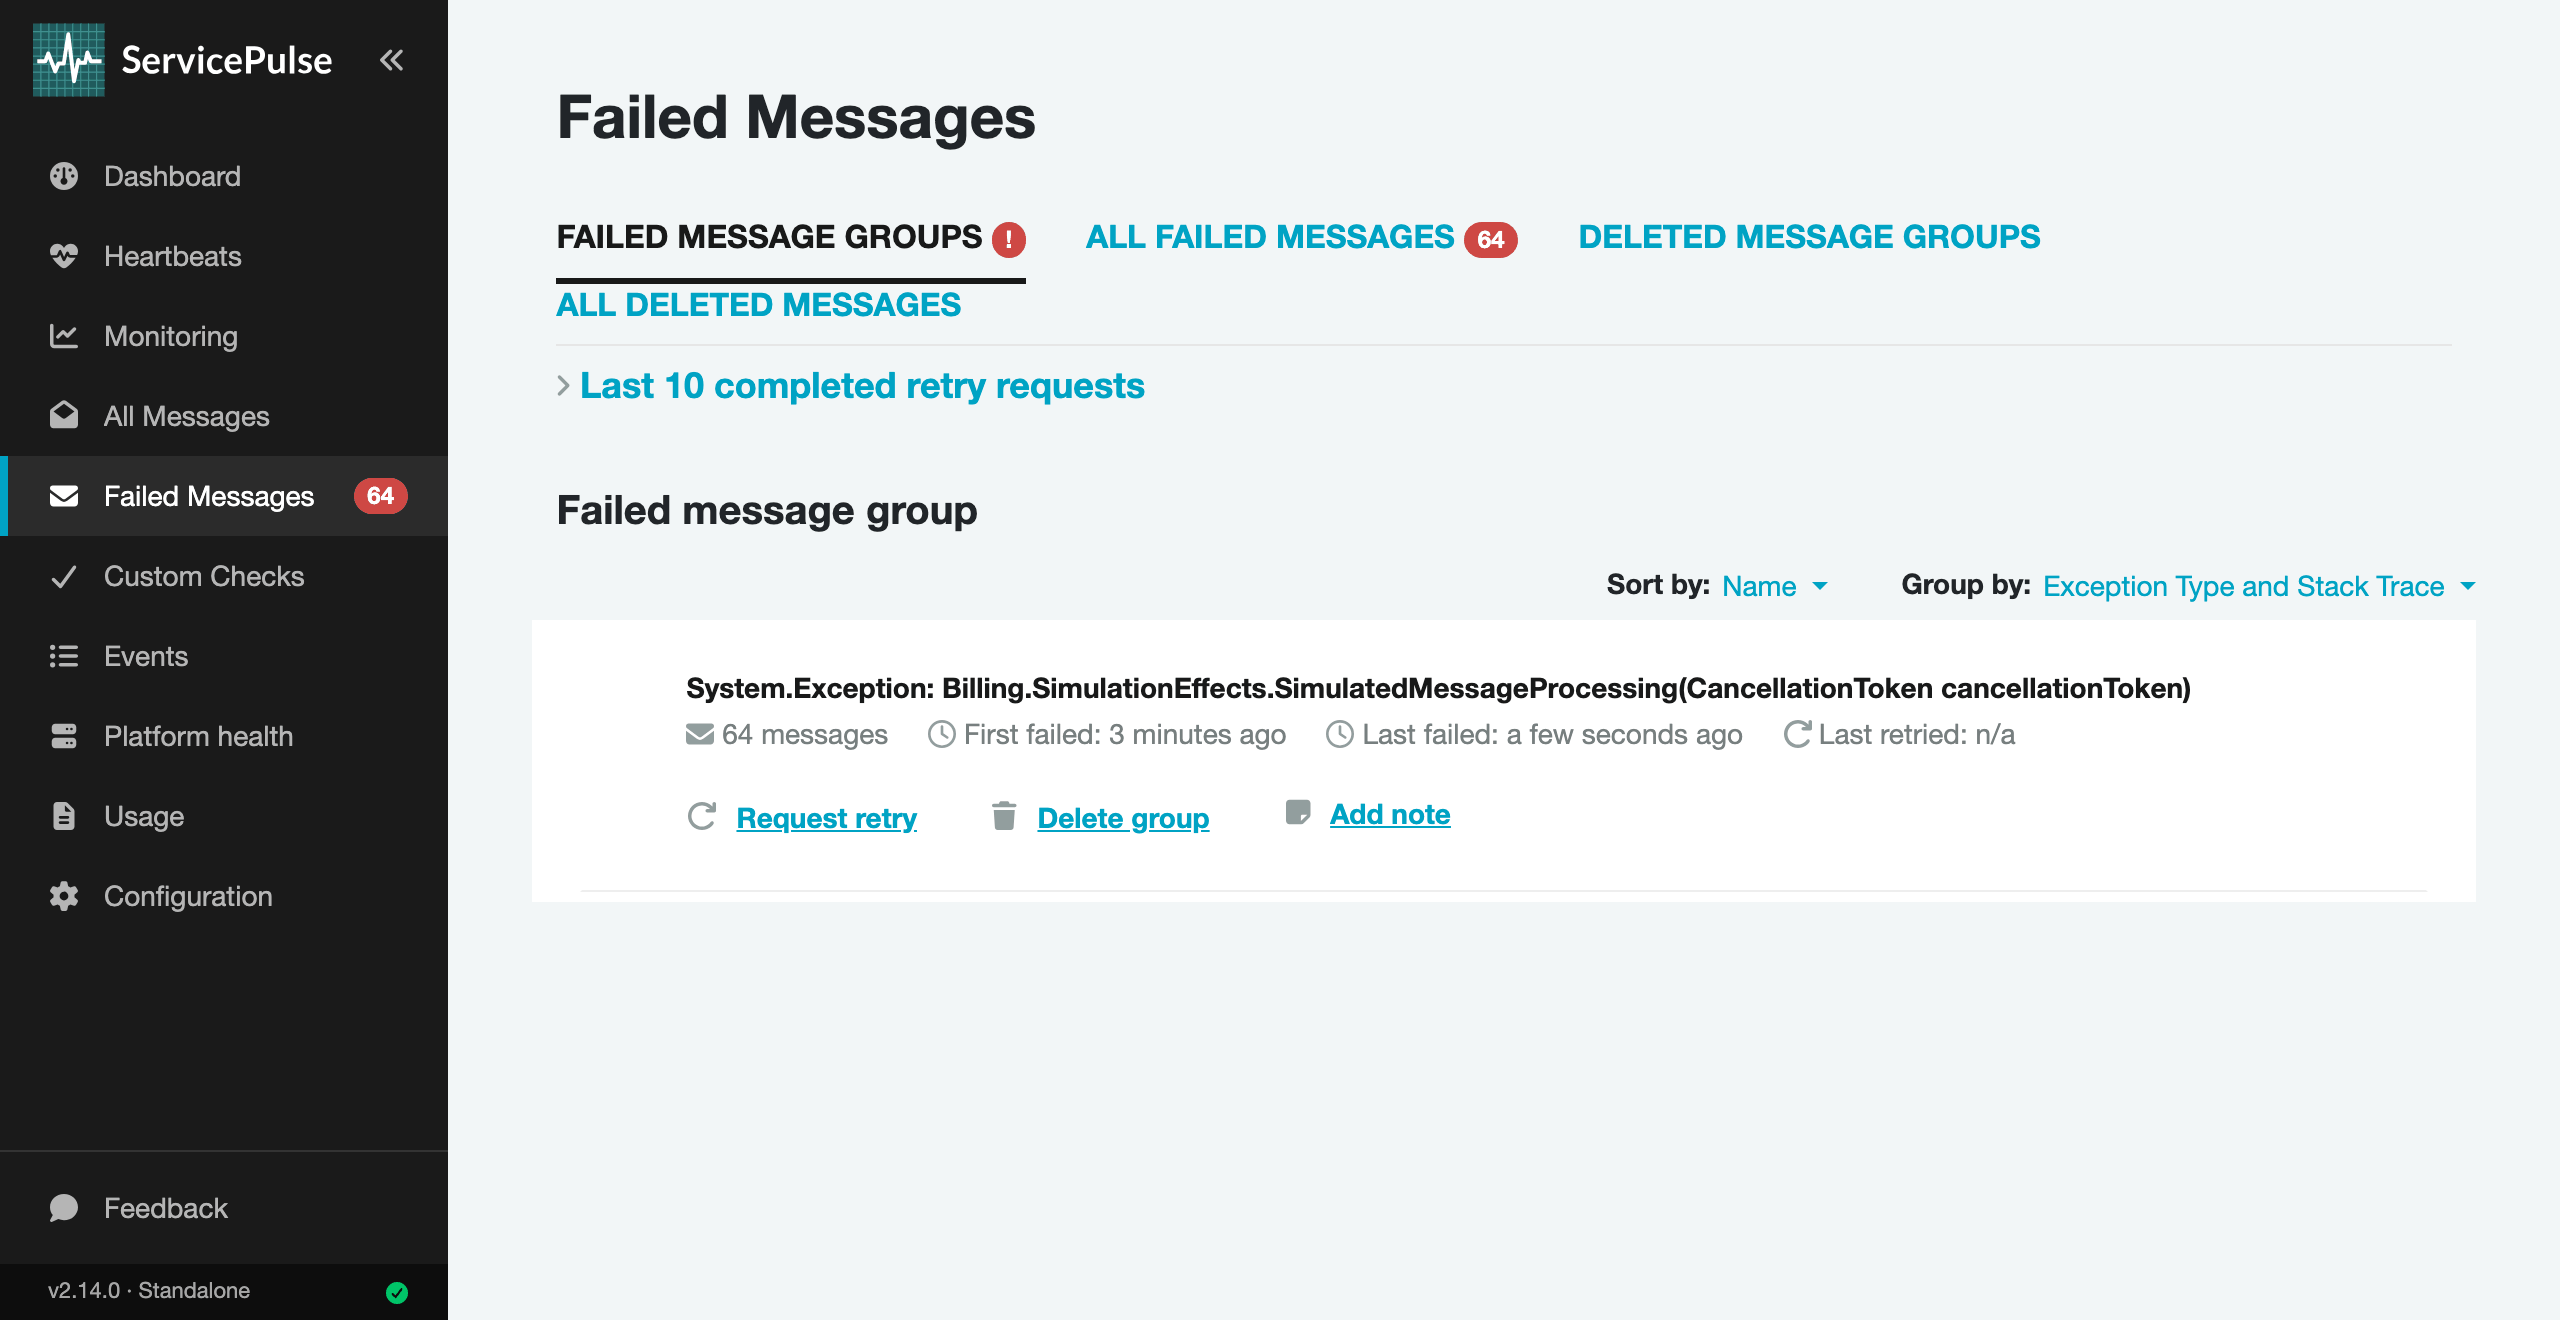 ServicePulse
Dashboard
Heartbeats
Monitoring
All Messages
Failed Messages 64
Custom Checks
Events
Platform health
Usage
Configuration
Feedback
v2.14.0 · Standalone
Failed Messages
FAILED MESSAGE GROUPS ! ALL FAILED MESSAGES 64 DELETED MESSAGE GROUPS
ALL DELETED MESSAGES
Last 10 completed retry requests
Failed message group
Sort by: Name Group by: Exception Type and Stack Trace
System.Exception: Billing.SimulationEffects.SimulatedMessageProcessing(CancellationToken cancellationToken)
64 messages First failed: 3 minutes ago Last failed: a few seconds ago Last retried: n/a
Request retry Delete group Add note